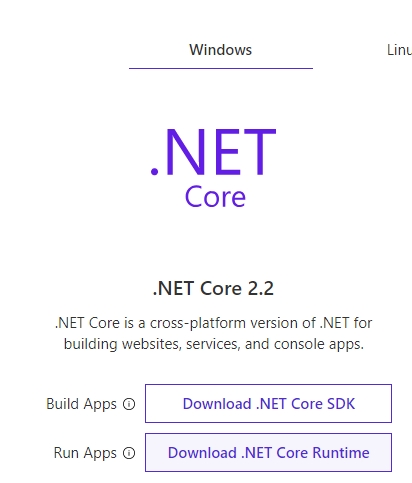 Windows
.NET
Core
.NET Core 2.2
.NET Core is a cross-platform version of .NET for
building websites, services, and console apps.
Build Apps Download .NET Core SDK
Run Apps Download .NET Core Runtime